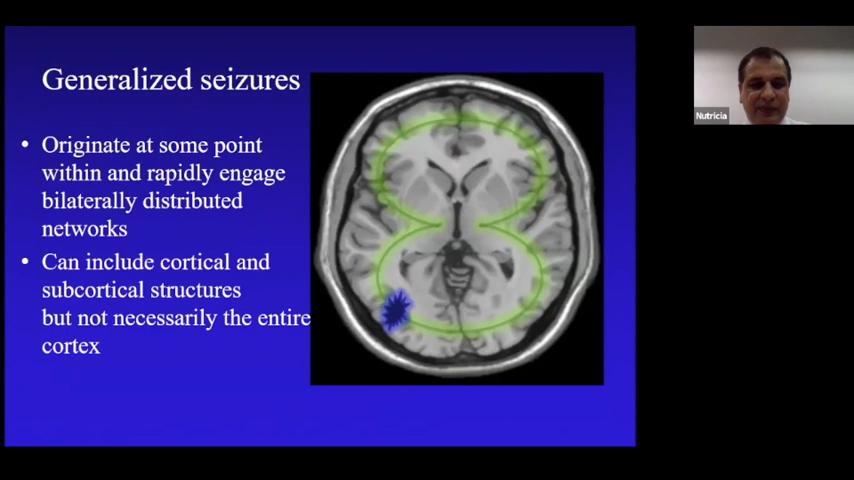 Generalized seizures
• Originate at some point
within and rapidly engage
bilaterally distributed
networks
• Can include cortical and
subcortical structures
but not necessarily the entire
cortex
Nutricia